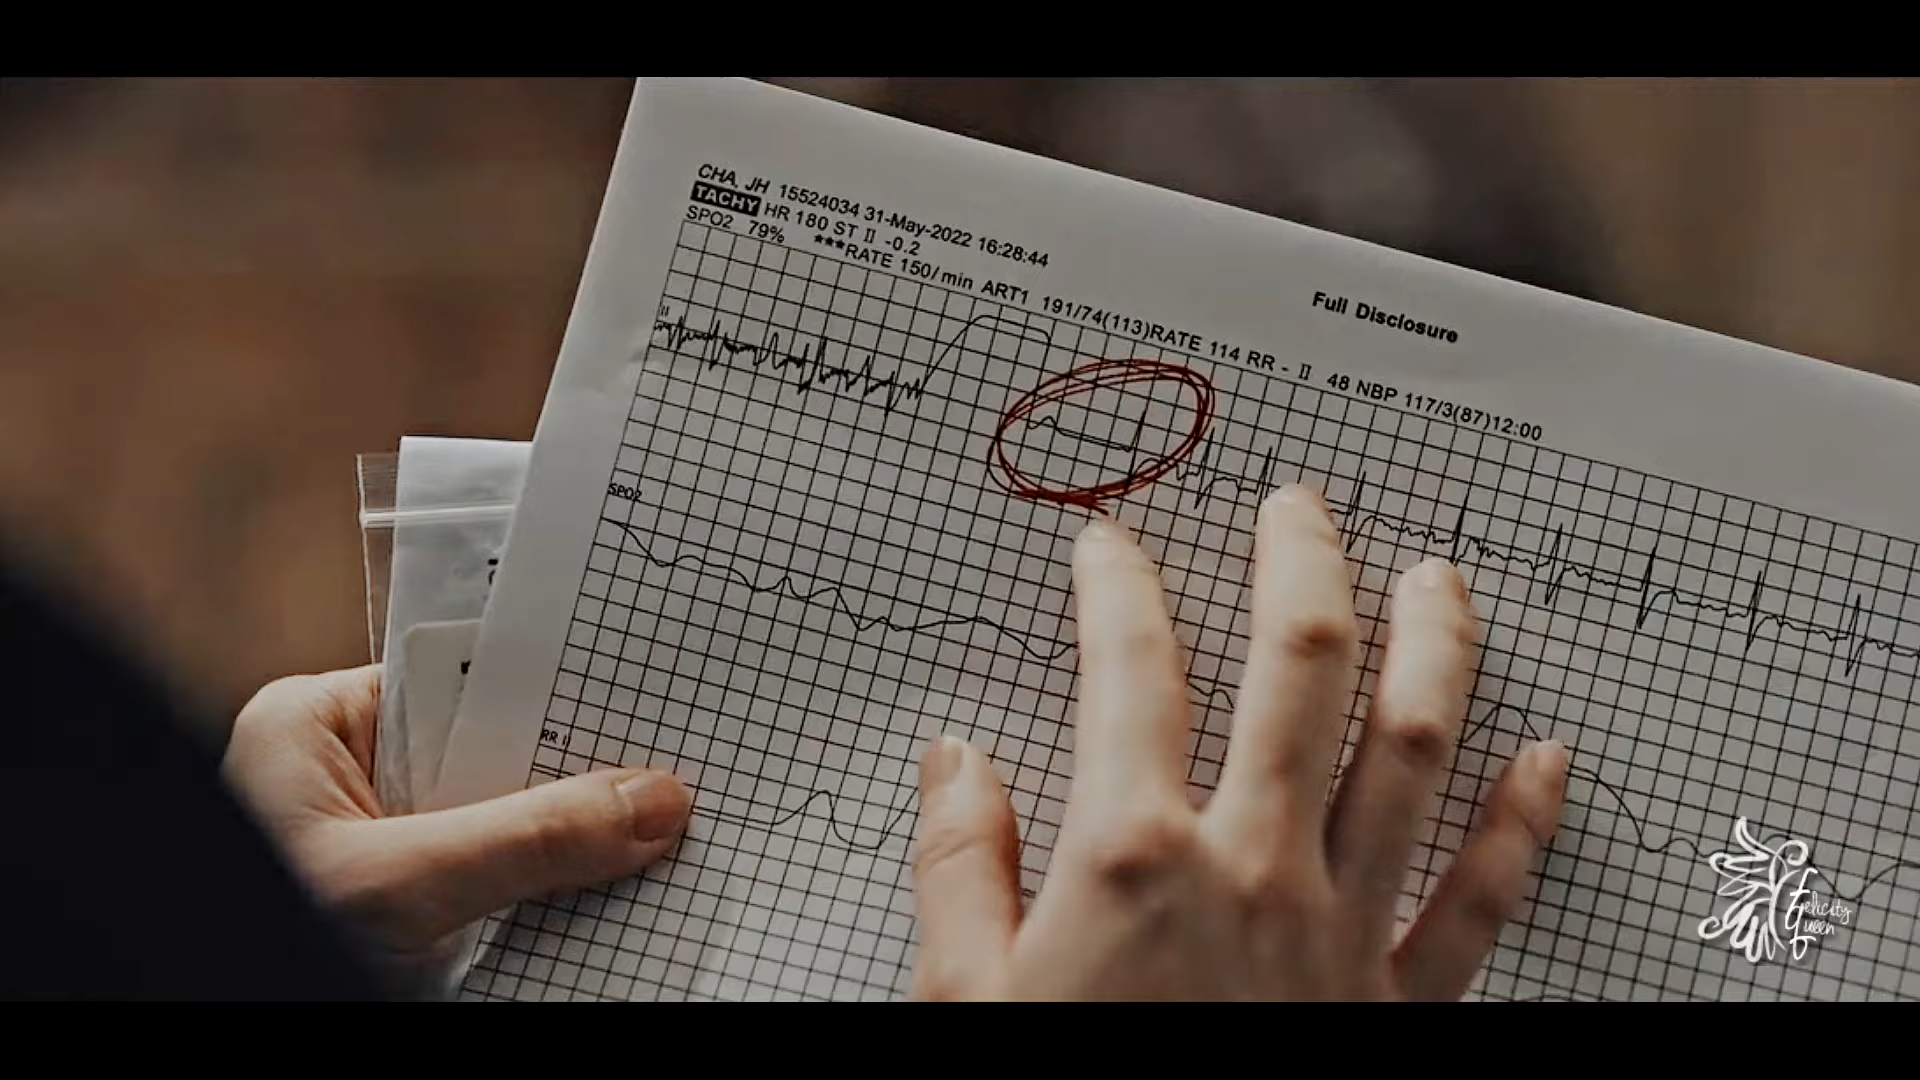 CHA, JH 15524034 31-May-2022 16:28:44
TACHY HR 180 ST II -0.2
SPO2 79% ***RATE 150/min ART1 191/74(113)RATE 114 RR - II 48 NBP 117/3(87)12:00
Full Disclosure
II
SPO2
RR
Felicity
Queen